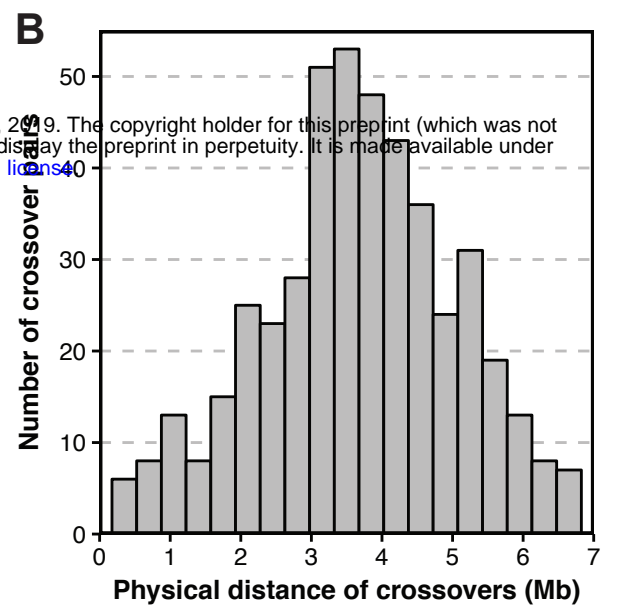 B
, 2019. The copyright holder for this preprint (which was not
display the preprint in perpetuity. It is made available under
license
Number of crossover pairs
50
40
30
20
10
0
0 1 2 3 4 5 6 7
Physical distance of crossovers (Mb)